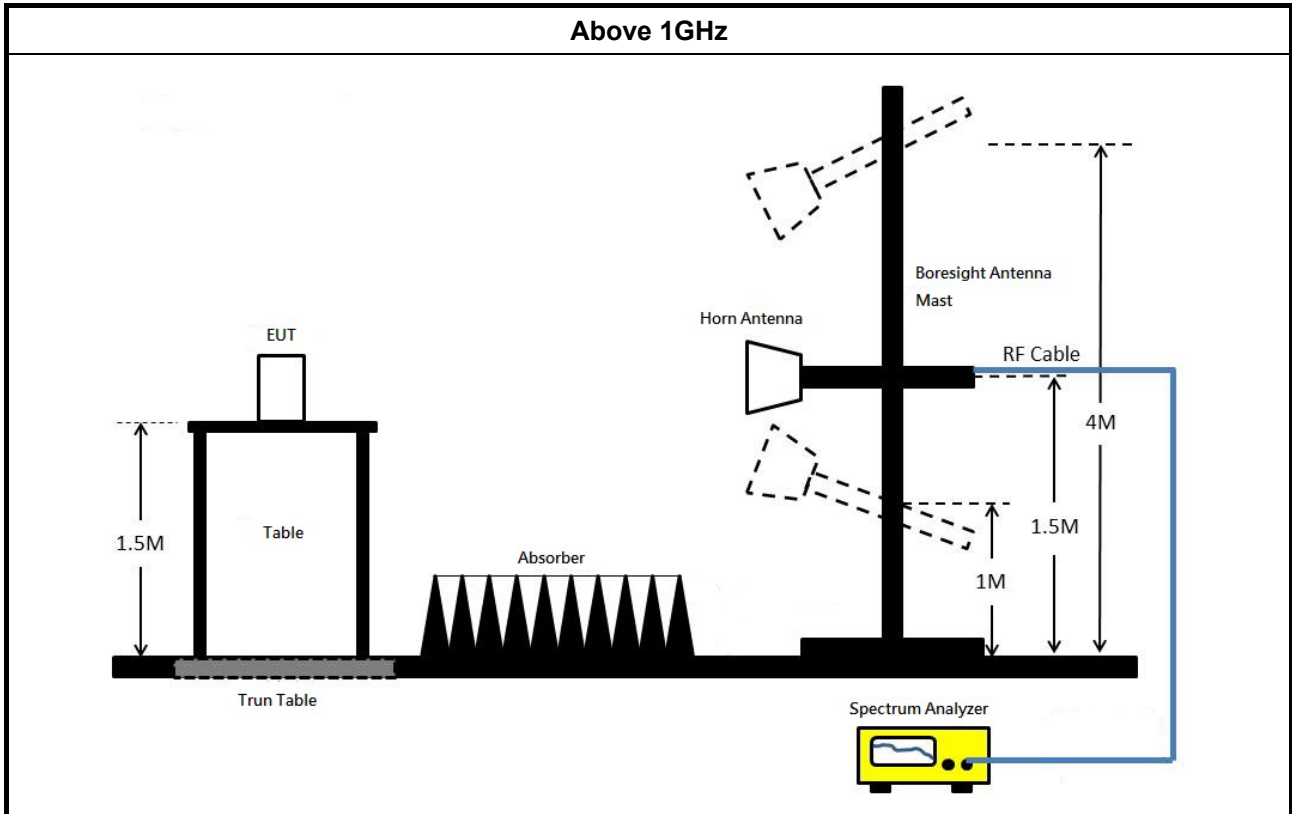 Above 1GHz
Boresight Antenna
Mast
Horn Antenna
EUT
RF Cable
4M
Table
1.5M
1.5M
Absorber
1M
Trun Table
Spectrum Analyzer